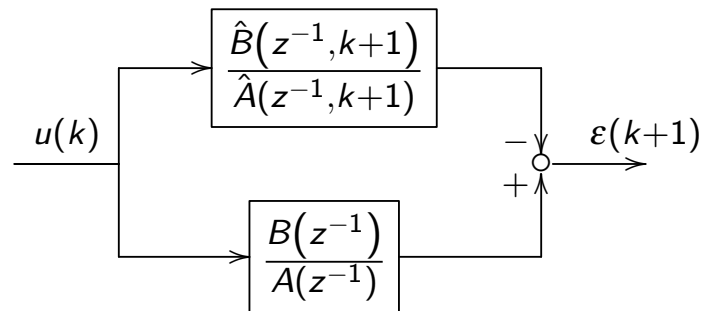 B̂(z⁻¹,k+1)
Â(z⁻¹,k+1)
u(k)
−
ε(k+1)
+
B(z⁻¹)
A(z⁻¹)